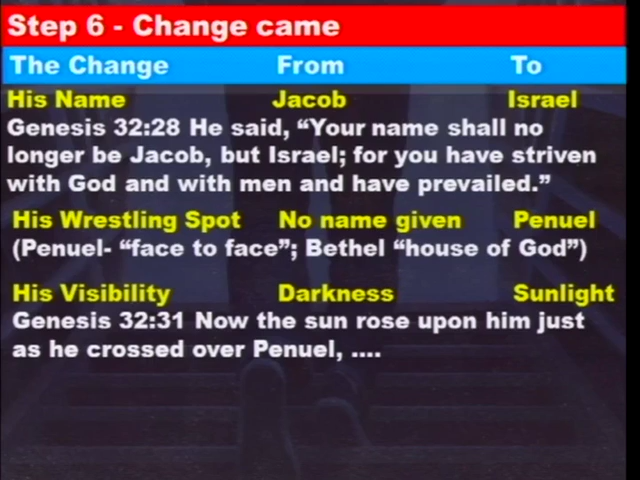 Step 6 - Change came
The Change From To
His Name Jacob Israel
Genesis 32:28 He said, “Your name shall no
longer be Jacob, but Israel; for you have striven
with God and with men and have prevailed.”
His Wrestling Spot No name given Penuel
(Penuel- “face to face”; Bethel “house of God”)
His Visibility Darkness Sunlight
Genesis 32:31 Now the sun rose upon him just
as he crossed over Penuel, ....